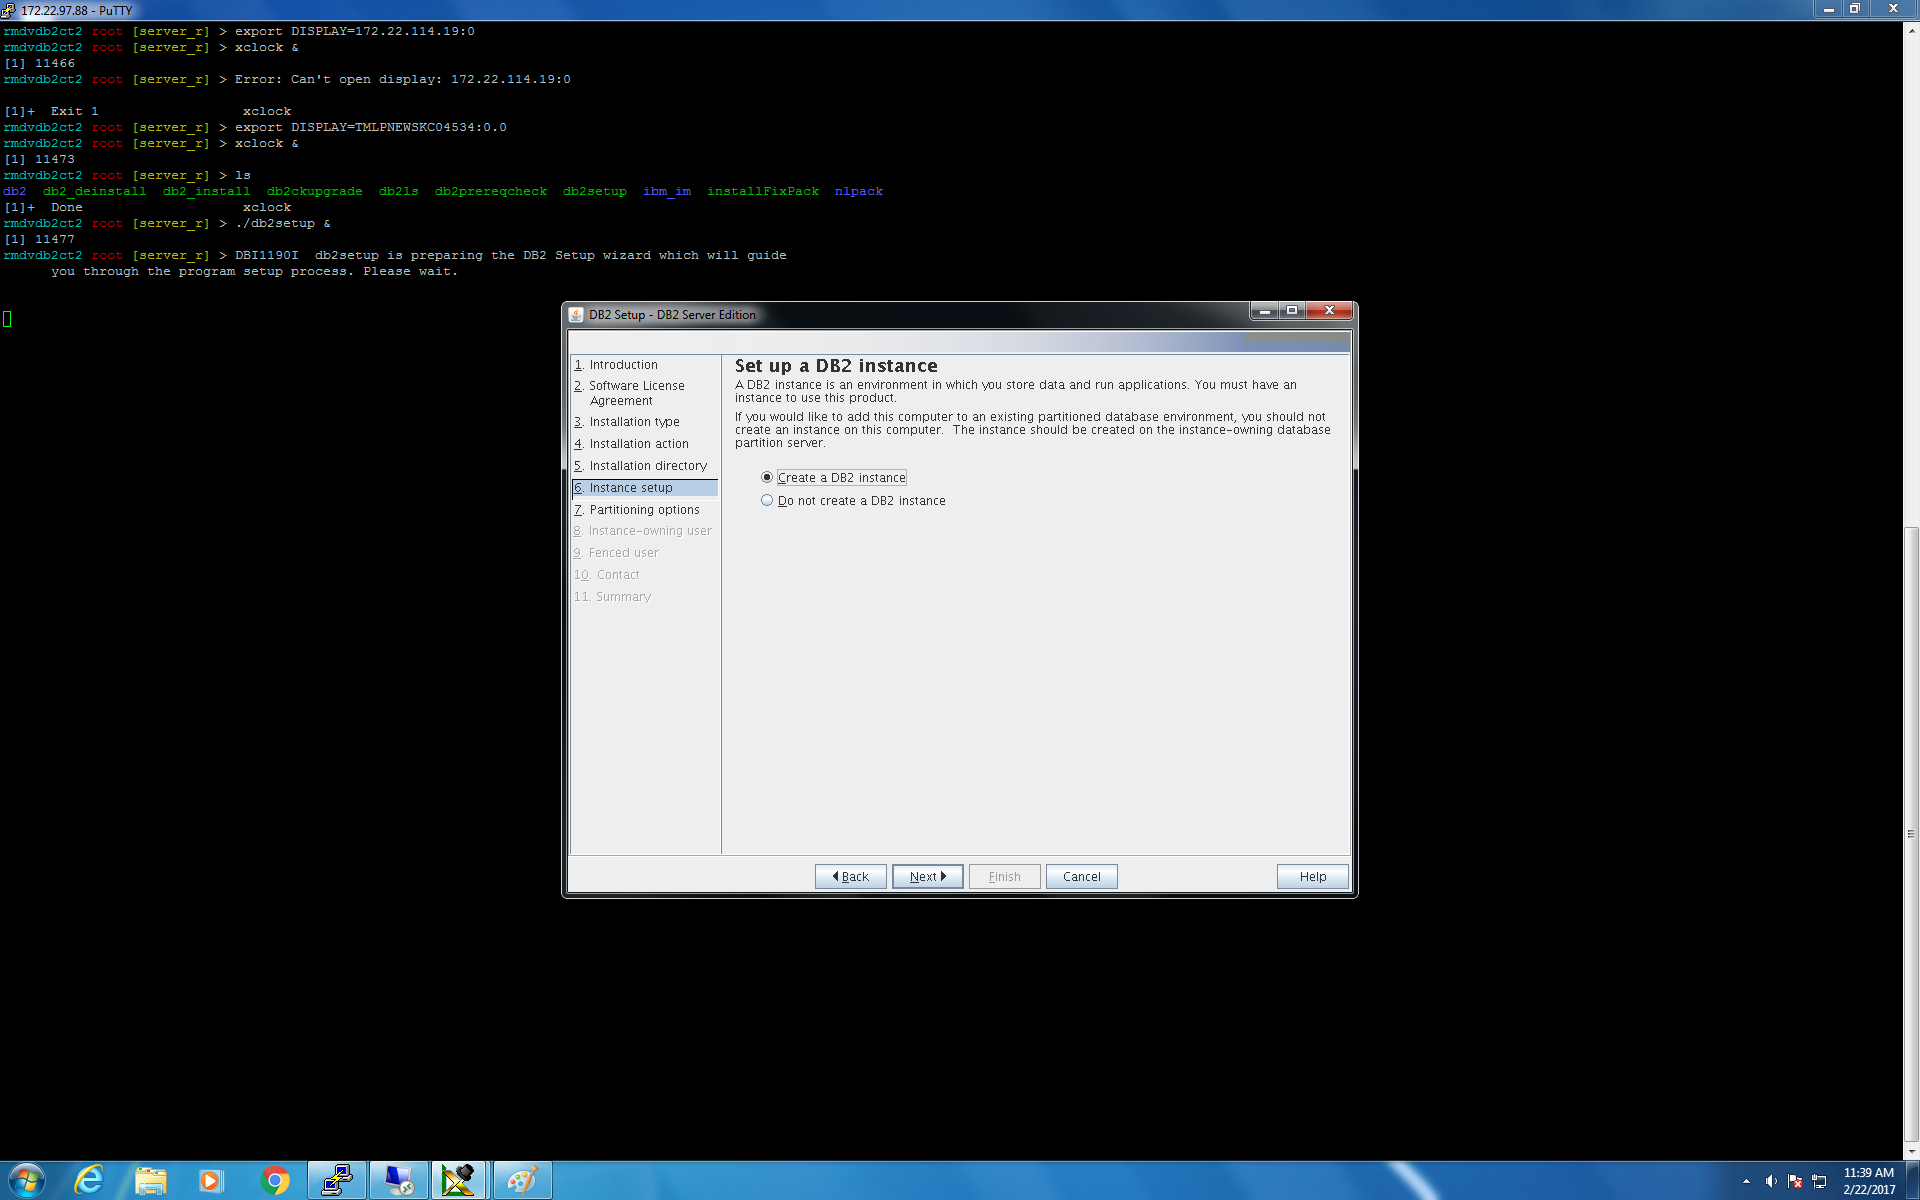 172.22.97.88 - PuTTY
rmdvdb2ct2 root [server_r] > export DISPLAY=172.22.114.19:0
rmdvdb2ct2 root [server_r] > xclock &
[1] 11466
rmdvdb2ct2 root [server_r] > Error: Can't open display: 172.22.114.19:0
[1]+  Exit 1                  xclock
rmdvdb2ct2 root [server_r] > export DISPLAY=TMLPNEWSKC04534:0.0
rmdvdb2ct2 root [server_r] > xclock &
[1] 11473
rmdvdb2ct2 root [server_r] > ls
db2  db2_deinstall  db2_install  db2ckupgrade  db2ls  db2prereqcheck  db2setup  ibm_im  installFixPack  nlpack
[1]+  Done                    xclock
rmdvdb2ct2 root [server_r] > ./db2setup &
[1] 11477
rmdvdb2ct2 root [server_r] > DBI1190I  db2setup is preparing the DB2 Setup wizard which will guide
you through the program setup process. Please wait.
DB2 Setup - DB2 Server Edition
1. Introduction
2. Software License
Agreement
3. Installation type
4. Installation action
5. Installation directory
6. Instance setup
7. Partitioning options
8. Instance-owning user
9. Fenced user
10. Contact
11. Summary
Set up a DB2 instance
A DB2 instance is an environment in which you store data and run applications. You must have an
instance to use this product.
If you would like to add this computer to an existing partitioned database environment, you should not
create an instance on this computer.  The instance should be created on the instance-owning database
partition server.
Create a DB2 instance
Do not create a DB2 instance
Back
Next
Finish
Cancel
Help
11:39 AM
2/22/2017